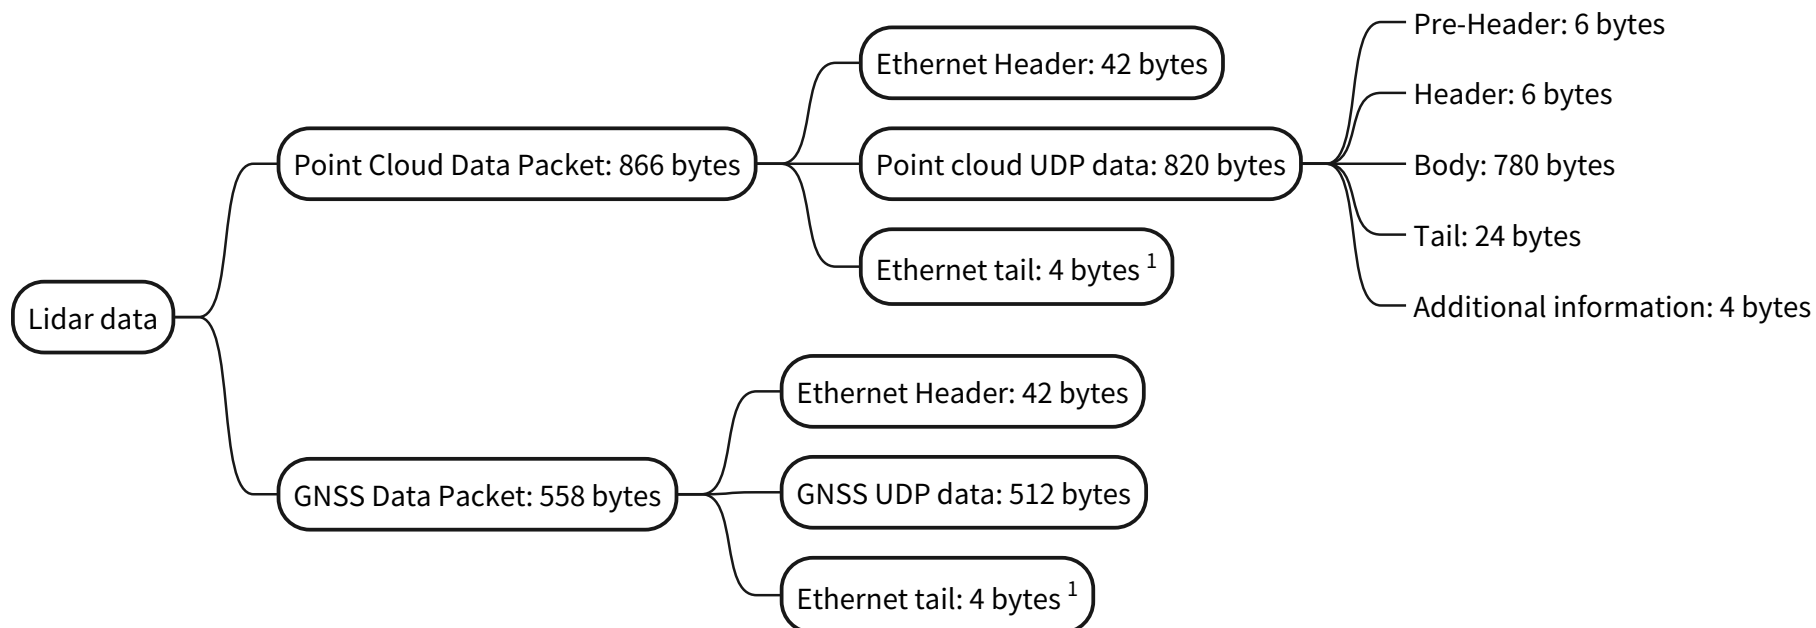 Lidar data
Point Cloud Data Packet: 866 bytes
Ethernet Header: 42 bytes
Point cloud UDP data: 820 bytes
Pre-Header: 6 bytes
Header: 6 bytes
Body: 780 bytes
Tail: 24 bytes
Additional information: 4 bytes
Ethernet tail: 4 bytes 1
GNSS Data Packet: 558 bytes
Ethernet Header: 42 bytes
GNSS UDP data: 512 bytes
Ethernet tail: 4 bytes 1